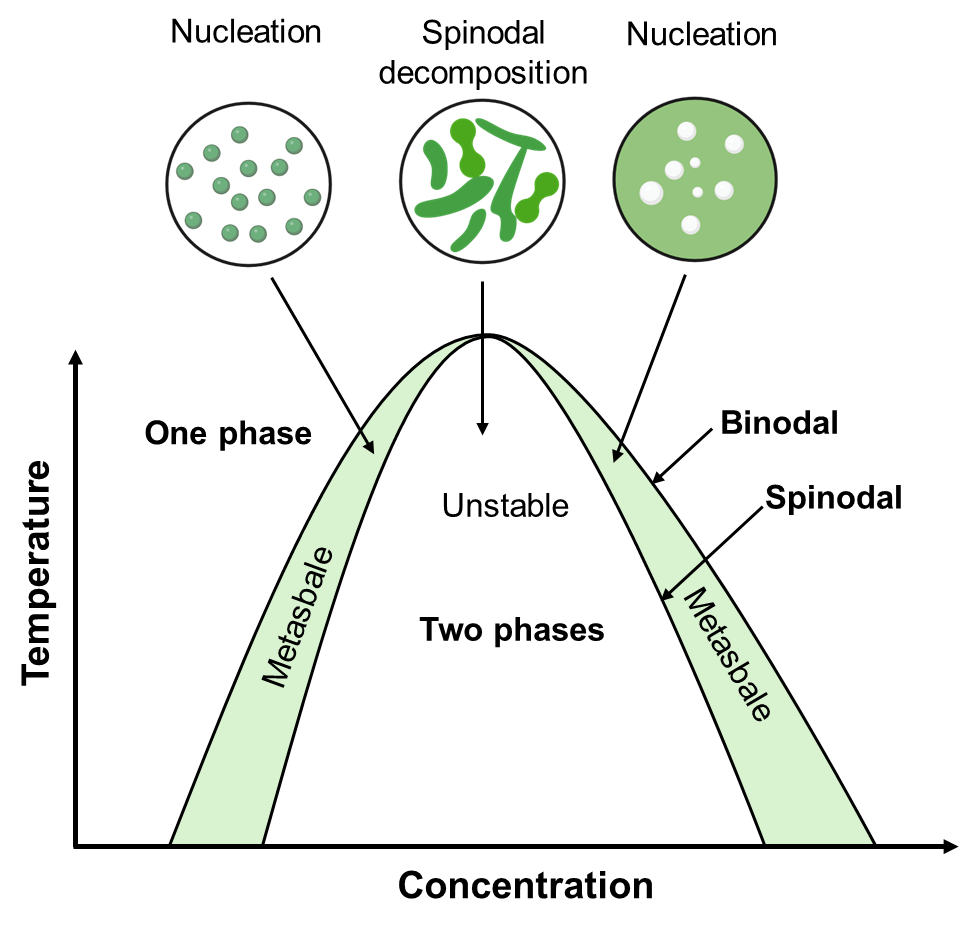 Nucleation
Spinodal
decomposition
Nucleation
One phase
Binodal
Spinodal
Unstable
Two phases
Metasbale
Metasbale
Temperature
Concentration